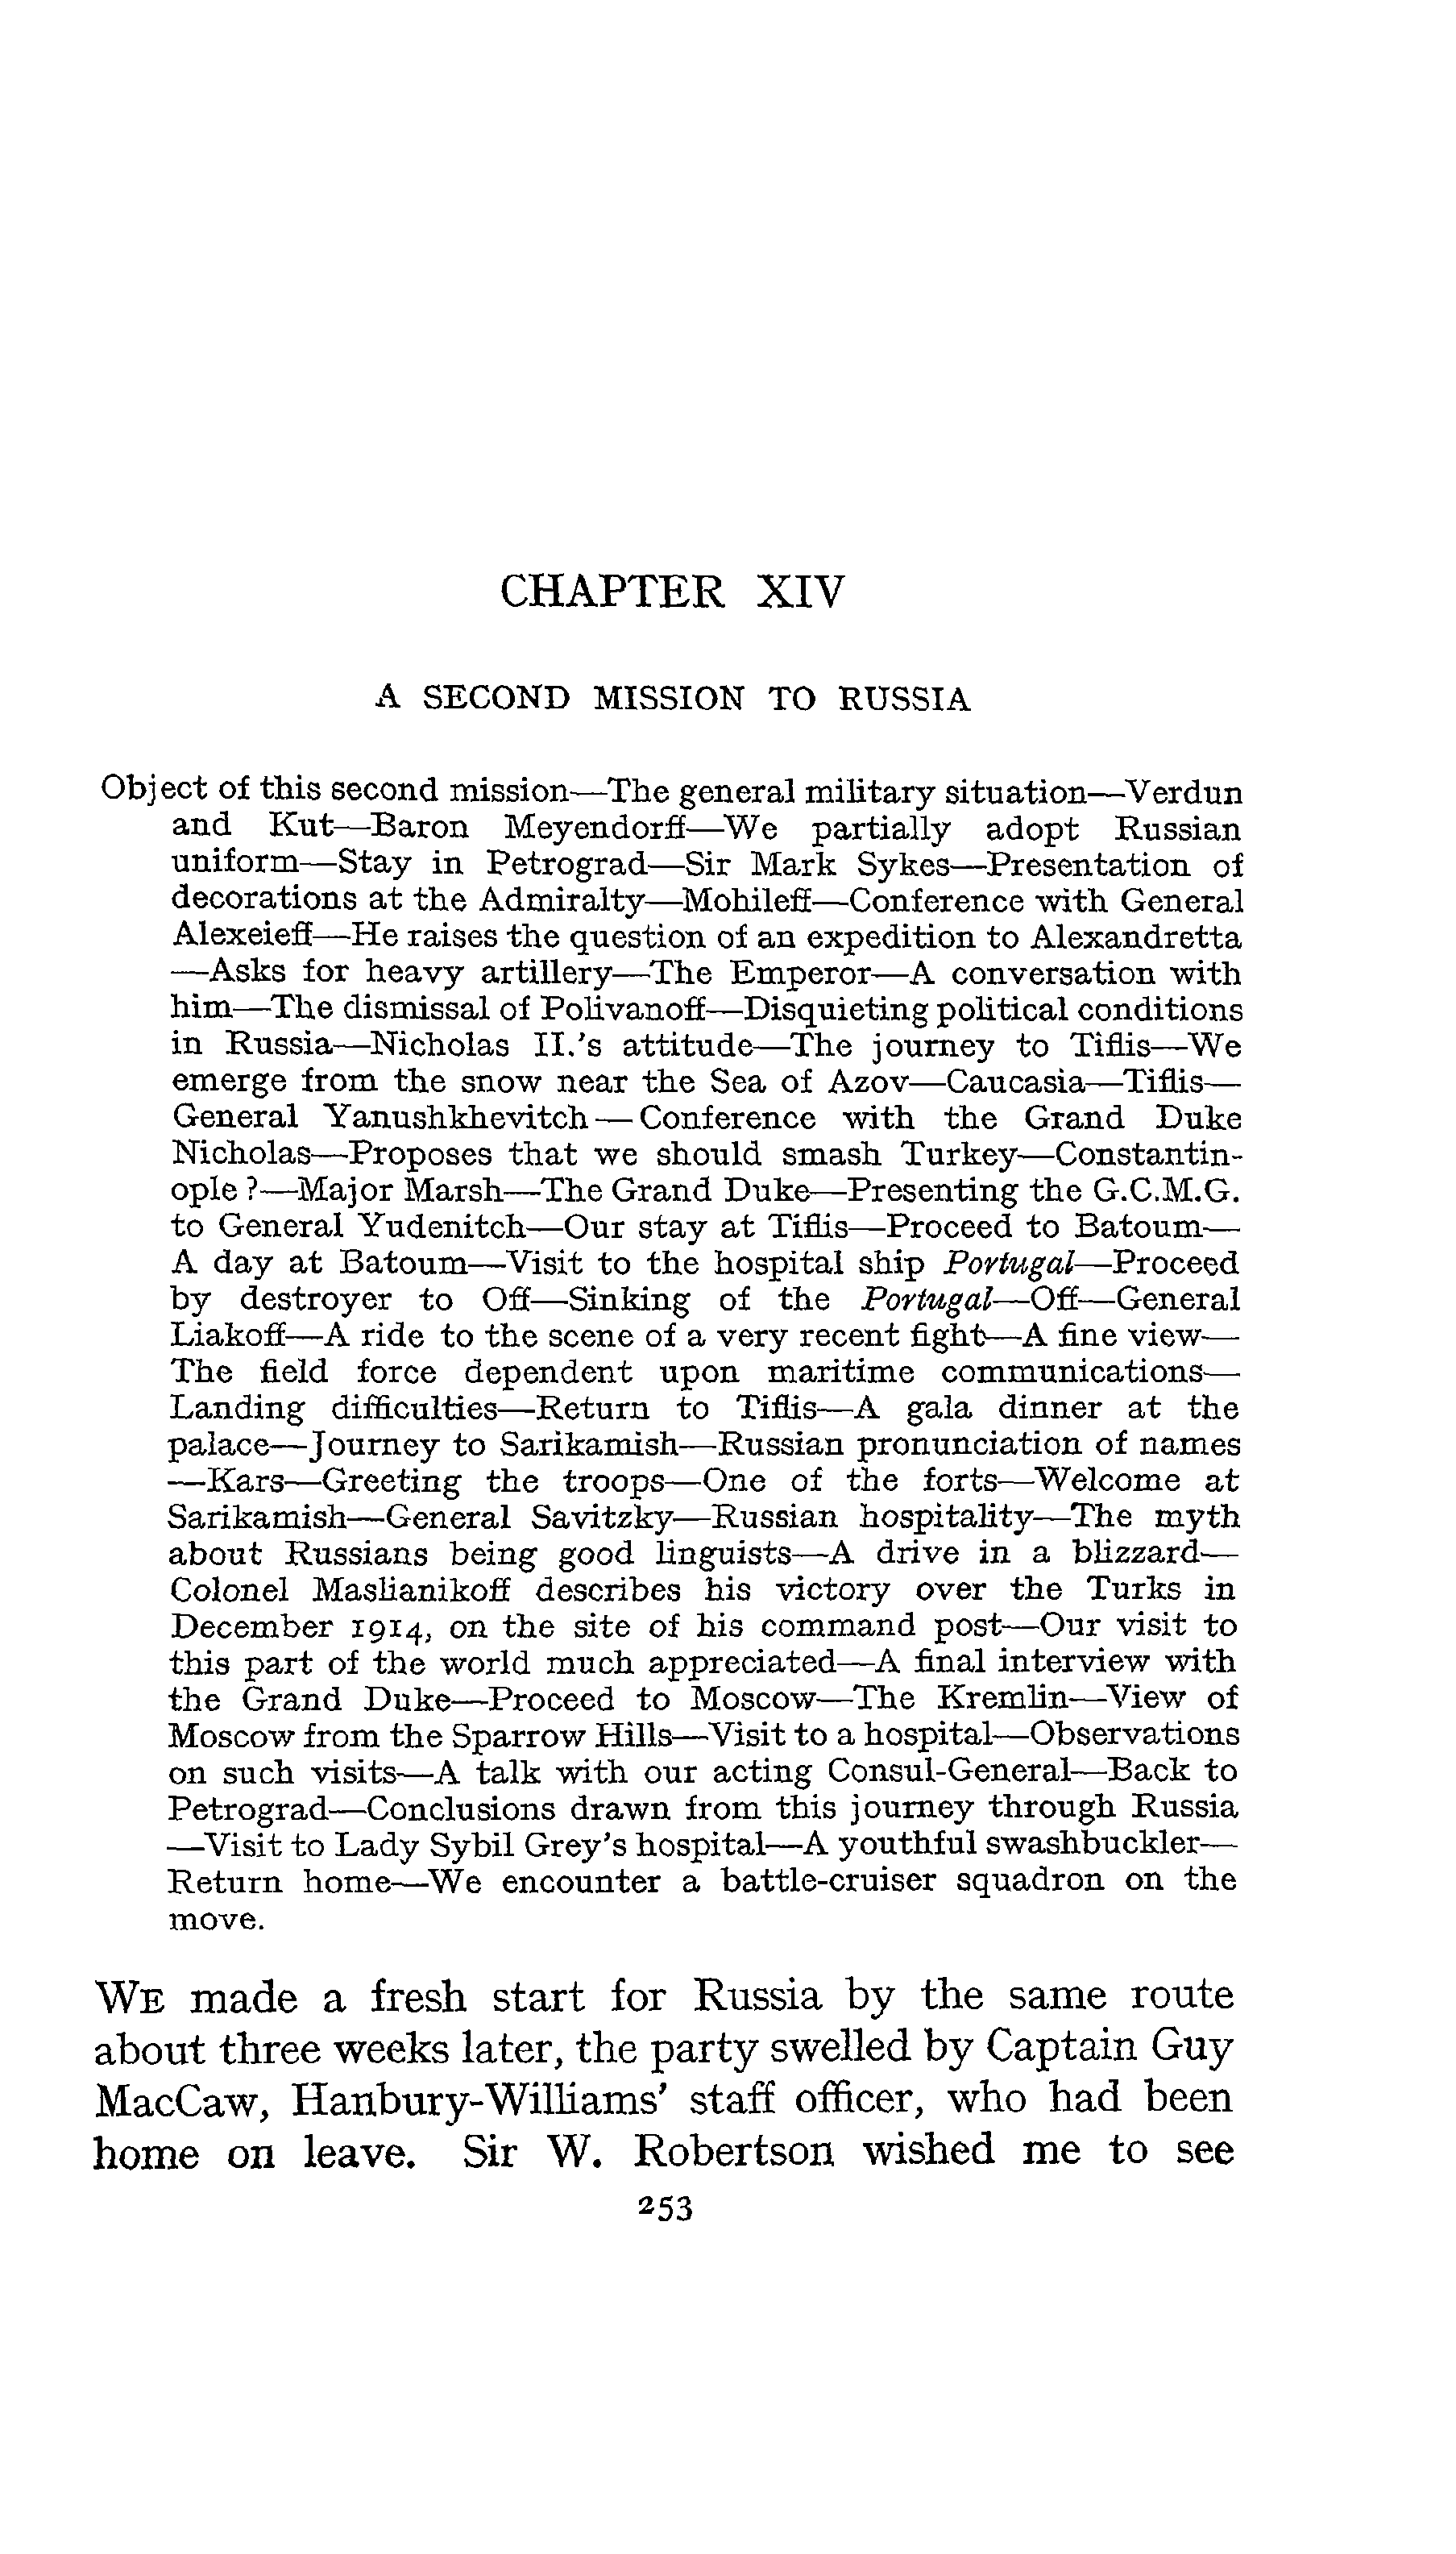 CHAPTER XIV
A SECOND MISSION TO RUSSIA
Object of this second mission—The general military situation—Verdun
and Kut—Baron Meyendorff—We partially adopt Russian
uniform—Stay in Petrograd—Sir Mark Sykes—Presentation of
decorations at the Admiralty—Mohileff—Conference with General
Alexeieff—He raises the question of an expedition to Alexandretta
—Asks for heavy artillery—The Emperor—A conversation with
him—The dismissal of Polivanoff—Disquieting political conditions
in Russia—Nicholas II.'s attitude—The journey to Tiflis—We
emerge from the snow near the Sea of Azov—Caucasia—Tiflis—
General Yanushkhevitch—Conference with the Grand Duke
Nicholas—Proposes that we should smash Turkey—Constantin-
ople ?—Major Marsh—The Grand Duke—Presenting the G.C.M.G.
to General Yudenitch—Our stay at Tiflis—Proceed to Batoum—
A day at Batoum—Visit to the hospital ship Portugal—Proceed
by destroyer to Off—Sinking of the Portugal—Off—General
Liakoff—A ride to the scene of a very recent fight—A fine view—
The field force dependent upon maritime communications—
Landing difficulties—Return to Tiflis—A gala dinner at the
palace—Journey to Sarikamish—Russian pronunciation of names
—Kars—Greeting the troops—One of the forts—Welcome at
Sarikamish—General Savitzky—Russian hospitality—The myth
about Russians being good linguists—A drive in a blizzard—
Colonel Maslianikoff describes his victory over the Turks in
December 1914, on the site of his command post—Our visit to
this part of the world much appreciated—A final interview with
the Grand Duke—Proceed to Moscow—The Kremlin—View of
Moscow from the Sparrow Hills—Visit to a hospital—Observations
on such visits—A talk with our acting Consul-General—Back to
Petrograd—Conclusions drawn from this journey through Russia
—Visit to Lady Sybil Grey's hospital—A youthful swashbuckler—
Return home—We encounter a battle-cruiser squadron on the
move.
WE made a fresh start for Russia by the same route
about three weeks later, the party swelled by Captain Guy
MacCaw, Hanbury-Williams' staff officer, who had been
home on leave. Sir W. Robertson wished me to see
253